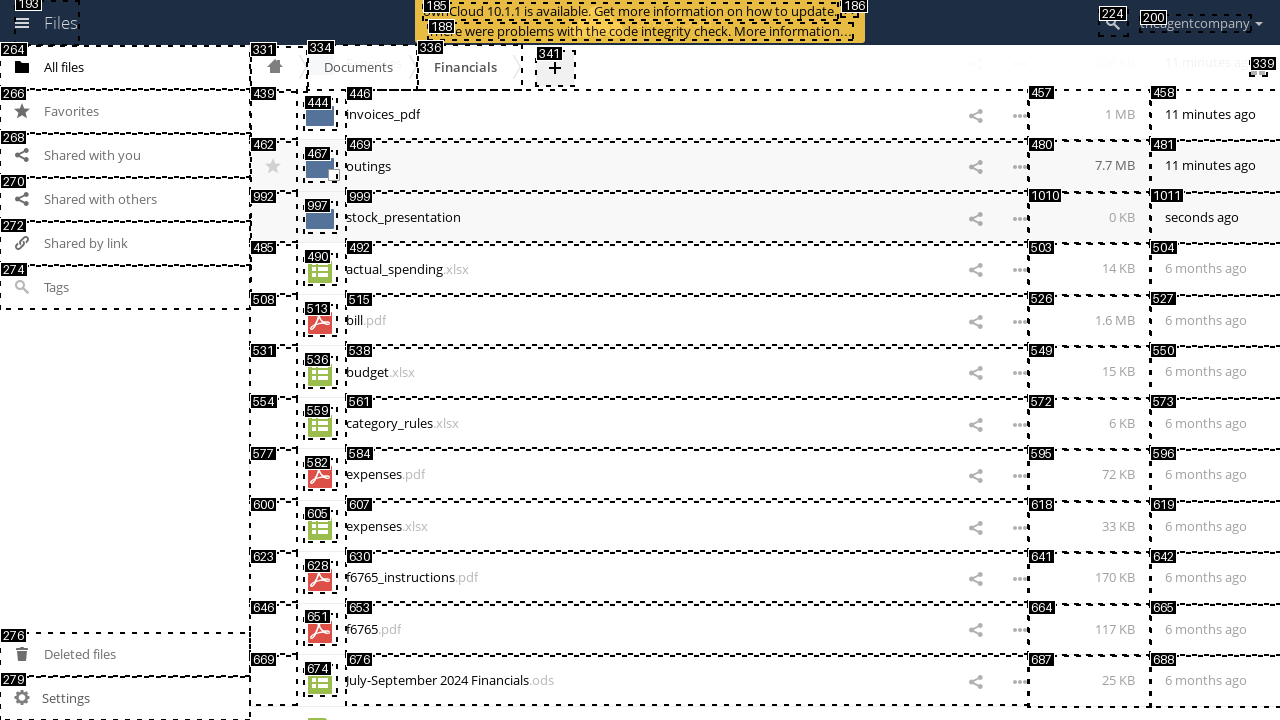 193
Files
185
ownCloud 10.1.1 is available. Get more information on how to update.
186
188
There were problems with the code integrity check. More information…
224
200
theagentcompany
264
All files
266
Favorites
268
Shared with you
270
Shared with others
272
Shared by link
274
Tags
276
Deleted files
279
Settings
331
334
Documents
336
Financials
341
+
11 minutes ago
339
439
444
446
invoices_pdf
457
1 MB
458
11 minutes ago
462
467
469
outings
480
7.7 MB
481
11 minutes ago
992
997
999
stock_presentation
1010
0 KB
1011
seconds ago
485
490
492
actual_spending.xlsx
503
14 KB
504
6 months ago
508
513
515
bill.pdf
526
1.6 MB
527
6 months ago
531
536
538
budget.xlsx
549
15 KB
550
6 months ago
554
559
561
category_rules.xlsx
572
6 KB
573
6 months ago
577
582
584
expenses.pdf
595
72 KB
596
6 months ago
600
605
607
expenses.xlsx
618
33 KB
619
6 months ago
623
628
630
f6765_instructions.pdf
641
170 KB
642
6 months ago
646
651
653
f6765.pdf
664
117 KB
665
6 months ago
669
674
676
July-September 2024 Financials.ods
687
25 KB
688
6 months ago